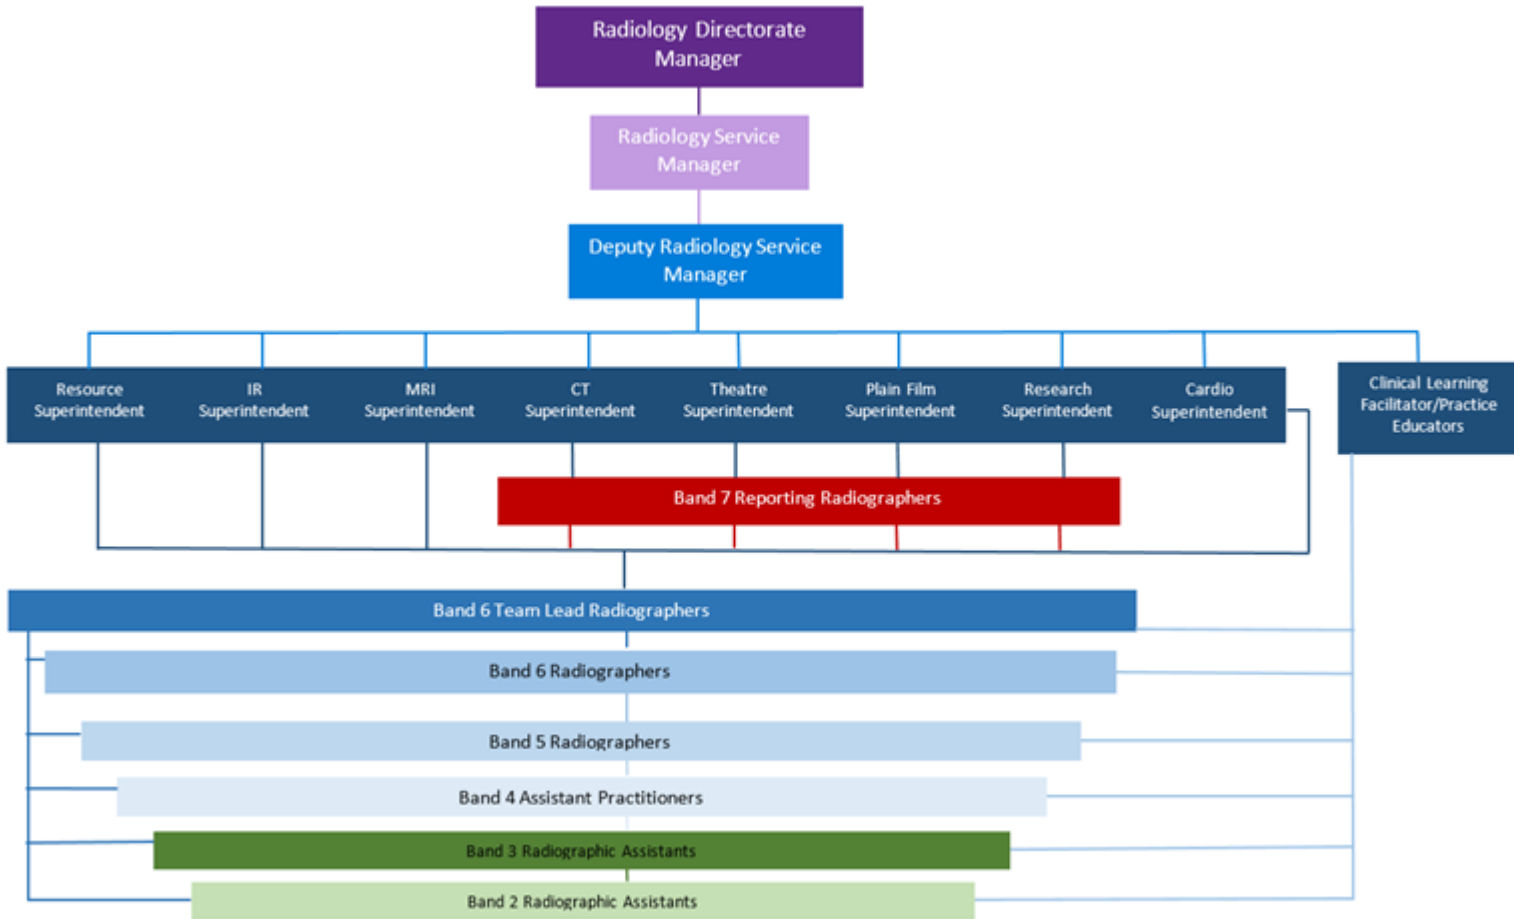 Radiology Directorate
Manager
Radiology Service
Manager
Deputy Radiology Service
Manager
Resource
Superintendent
IR
Superintendent
MRI
Superintendent
CT
Superintendent
Theatre
Superintendent
Plain Film
Superintendent
Research
Superintendent
Cardio
Superintendent
Clinical Learning
Facilitator/Practice
Educators
Band 7 Reporting Radiographers
Band 6 Team Lead Radiographers
Band 6 Radiographers
Band 5 Radiographers
Band 4 Assistant Practitioners
Band 3 Radiographic Assistants
Band 2 Radiographic Assistants